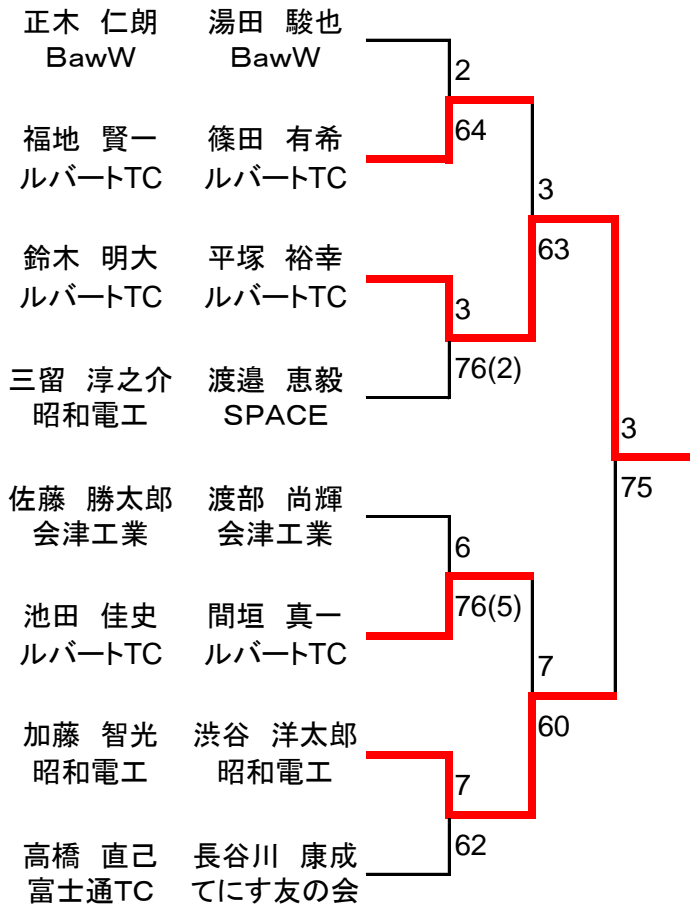 正木 仁朗 湯田 駿也
BawW BawW
2
64
福地 賢一 篠田 有希
ルバートTC ルバートTC
3
63
鈴木 明大 平塚 裕幸
ルバートTC ルバートTC
3
76(2)
三留 淳之介 渡邉 恵毅
昭和電工 SPACE
3
75
佐藤 勝太郎 渡部 尚輝
会津工業 会津工業
6
76(5)
池田 佳史 間垣 真一
ルバートTC ルバートTC
7
60
加藤 智光 渋谷 洋太郎
昭和電工 昭和電工
7
62
高橋 直己 長谷川 康成
富士通TC てにす友の会